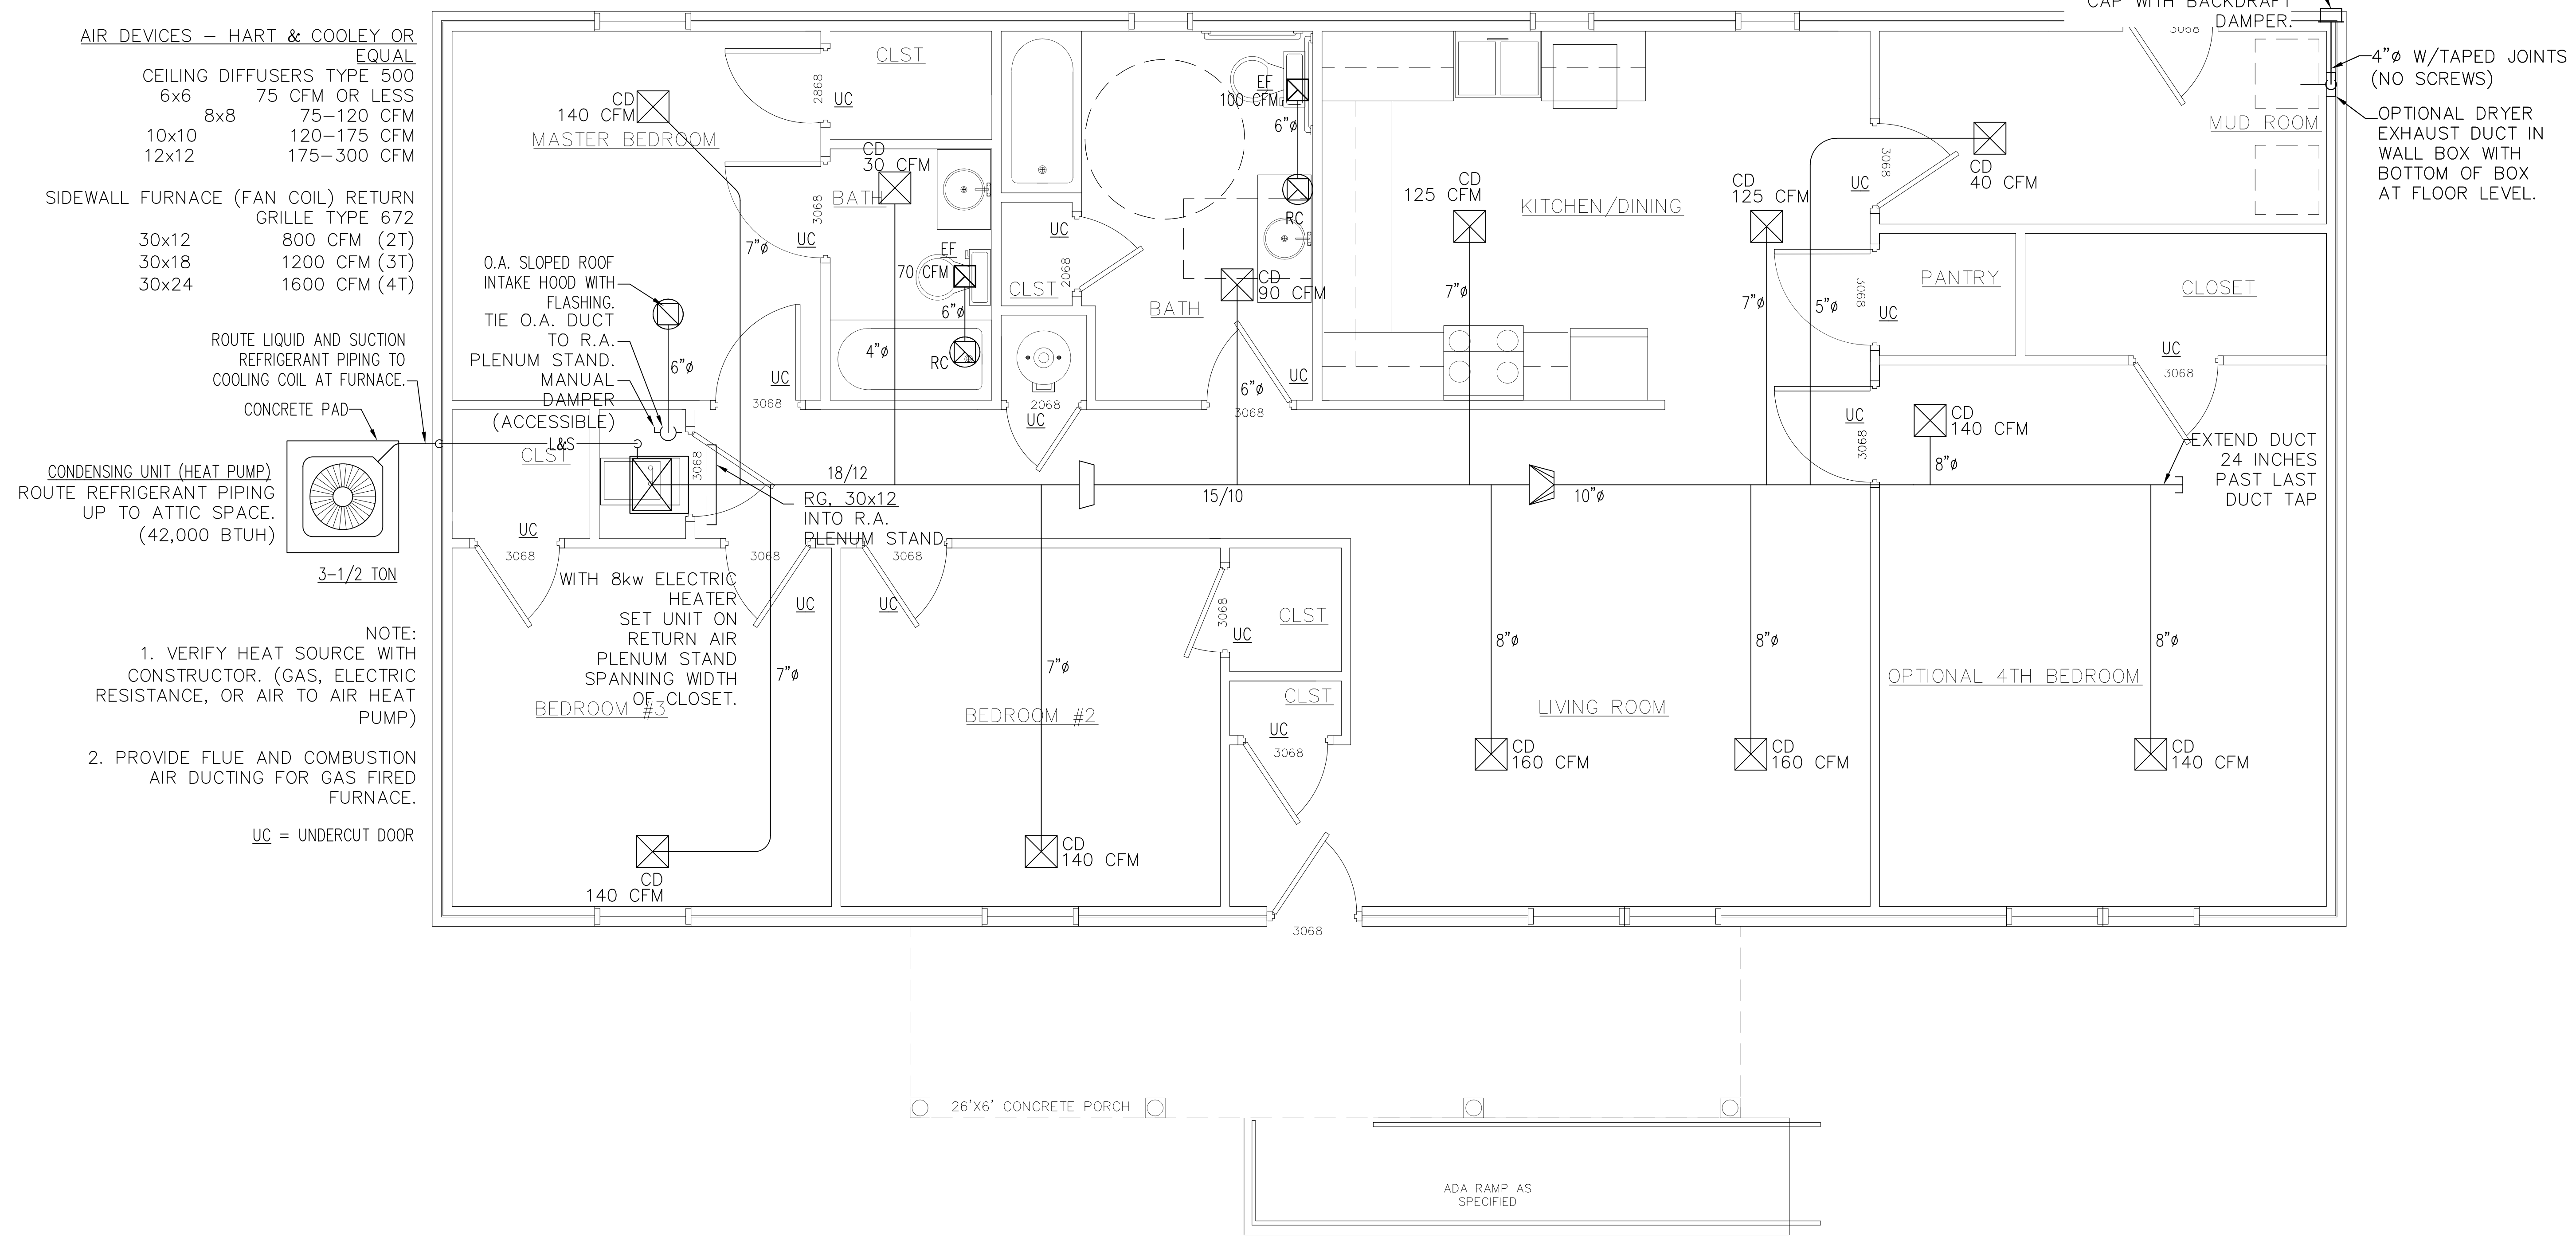 AIR DEVICES – HART & COOLEY OR
EQUAL
CEILING DIFFUSERS TYPE 500
6x6 75 CFM OR LESS
8x8 75–120 CFM
10x10 120–175 CFM
12x12 175–300 CFM
SIDEWALL FURNACE (FAN COIL) RETURN
GRILLE TYPE 672
30x12 800 CFM (2T)
30x18 1200 CFM (3T)
30x24 1600 CFM (4T)
ROUTE LIQUID AND SUCTION
REFRIGERANT PIPING TO
COOLING COIL AT FURNACE.
CONCRETE PAD
CONDENSING UNIT (HEAT PUMP)
ROUTE REFRIGERANT PIPING
UP TO ATTIC SPACE.
(42,000 BTUH)
3-1/2 TON
NOTE:
1. VERIFY HEAT SOURCE WITH
CONSTRUCTOR. (GAS, ELECTRIC
RESISTANCE, OR AIR TO AIR HEAT
PUMP)
2. PROVIDE FLUE AND COMBUSTION
AIR DUCTING FOR GAS FIRED
FURNACE.
UC = UNDERCUT DOOR
CD
140 CFM
MASTER BEDROOM
7"ø
O.A. SLOPED ROOF
INTAKE HOOD WITH
FLASHING.
TIE O.A. DUCT
TO R.A.
PLENUM STAND.
MANUAL
DAMPER
(ACCESSIBLE)
6"ø
L&S
CLST
UC
3068
2868
UC
CLST
3068
UC
CD
30 CFM
BATH
EF
70 CFM
6"ø
4"ø
RC
UC
3068
3068
18/12
RG, 30x12
INTO R.A.
PLENUM STAND.
WITH 8kw ELECTRIC
HEATER
SET UNIT ON
RETURN AIR
PLENUM STAND
SPANNING WIDTH
OF CLOSET.
3068
UC
BEDROOM #3
7"ø
CD
140 CFM
3068
UC
BEDROOM #2
7"ø
CD
140 CFM
CLST
UC
2068
2068
UC
EF
100 CFM
6"ø
RC
CD
90 CFM
BATH
6"ø
UC
3068
15/10
3068
UC
CLST
CLST
UC
3068
3068
KITCHEN/DINING
CD
125 CFM
7"ø
CD
125 CFM
7"ø
5"ø
10"ø
8"ø
8"ø
LIVING ROOM
CD
160 CFM
CD
160 CFM
CAP WITH BACKDRAFT
DAMPER.
3068
4"ø W/TAPED JOINTS
(NO SCREWS)
OPTIONAL DRYER
EXHAUST DUCT IN
WALL BOX WITH
BOTTOM OF BOX
AT FLOOR LEVEL.
MUD ROOM
3068
UC
CD
40 CFM
3068
UC
PANTRY
CLOSET
UC
3068
UC
3068
CD
140 CFM
8"ø
EXTEND DUCT
24 INCHES
PAST LAST
DUCT TAP
8"ø
OPTIONAL 4TH BEDROOM
CD
140 CFM
26'X6' CONCRETE PORCH
ADA RAMP AS
SPECIFIED